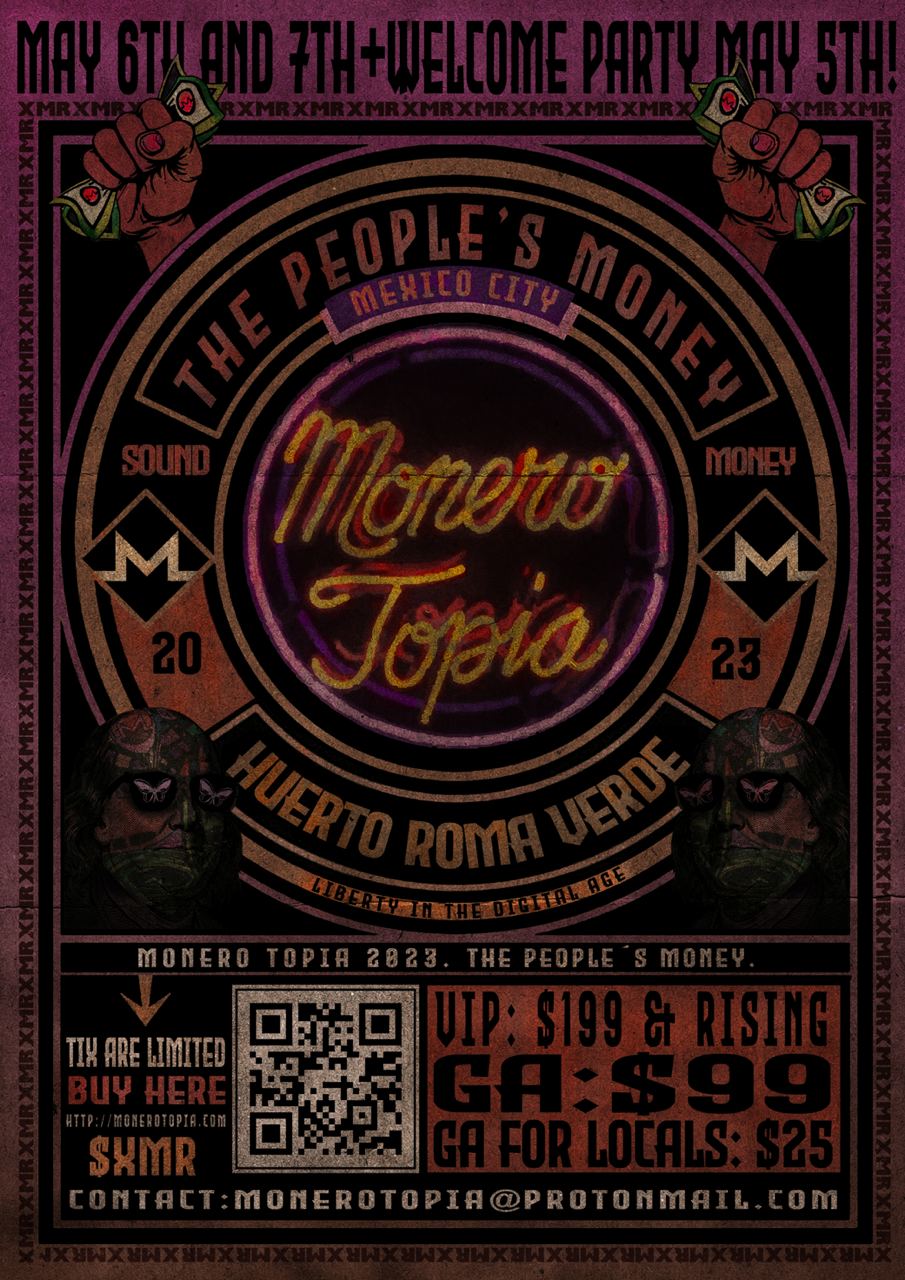 MAY 6TH AND 7TH+WELCOME PARTY MAY 5TH!
XMRXMRXMRXMRXMRXMRXMRXMRXMRXMRXMRXMR
THE PEOPLE'S MONEY
MEXICO CITY
SOUND
MONEY
Monero
Topia
20
23
HUERTO ROMA VERDE
LIBERTY IN THE DIGITAL AGE
MONERO TOPIA 2023. THE PEOPLE´S MONEY.
TIX ARE LIMITED
BUY HERE
HTTP://MONEROTOPIA.COM
$XMR
VIP: $199 & RISING
GA:$99
GA FOR LOCALS: $25
CONTACT:MONEROTOPIA@PROTONMAIL.COM